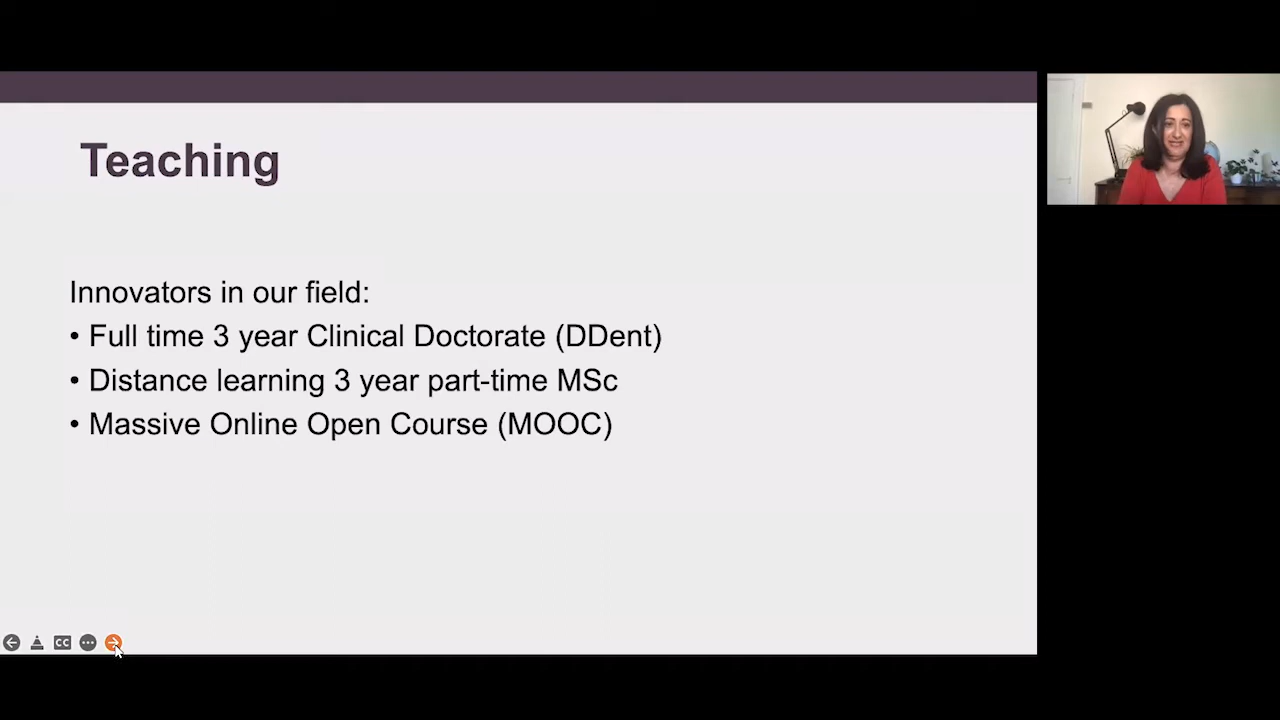 Teaching
Innovators in our field:
• Full time 3 year Clinical Doctorate (DDent)
• Distance learning 3 year part-time MSc
• Massive Online Open Course (MOOC)
CC